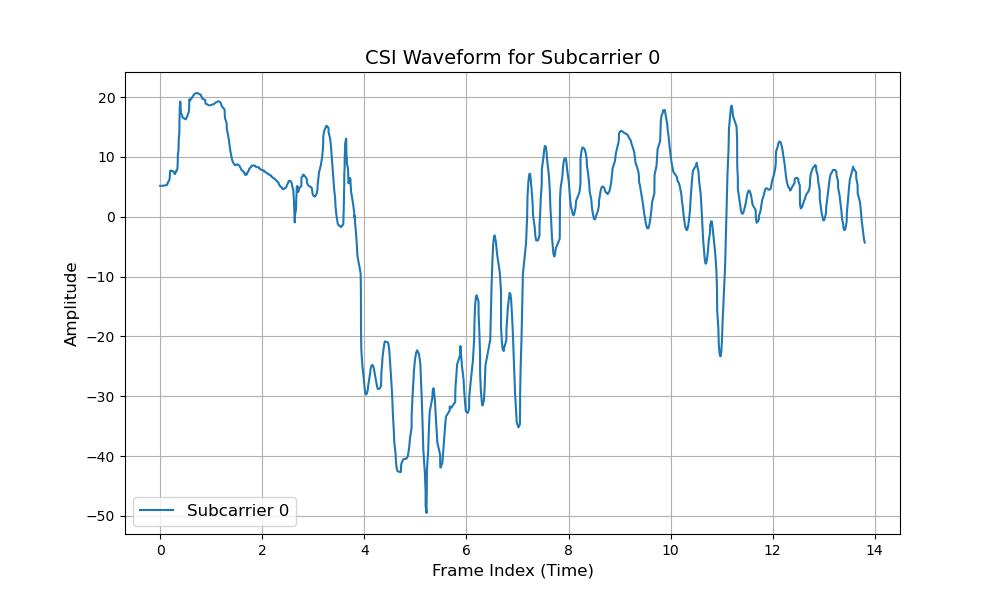 CSI Waveform for Subcarrier 0
20
10
0
−10
−20
−30
−40
−50
Amplitude
Subcarrier 0
0 2 4 6 8 10 12 14
Frame Index (Time)